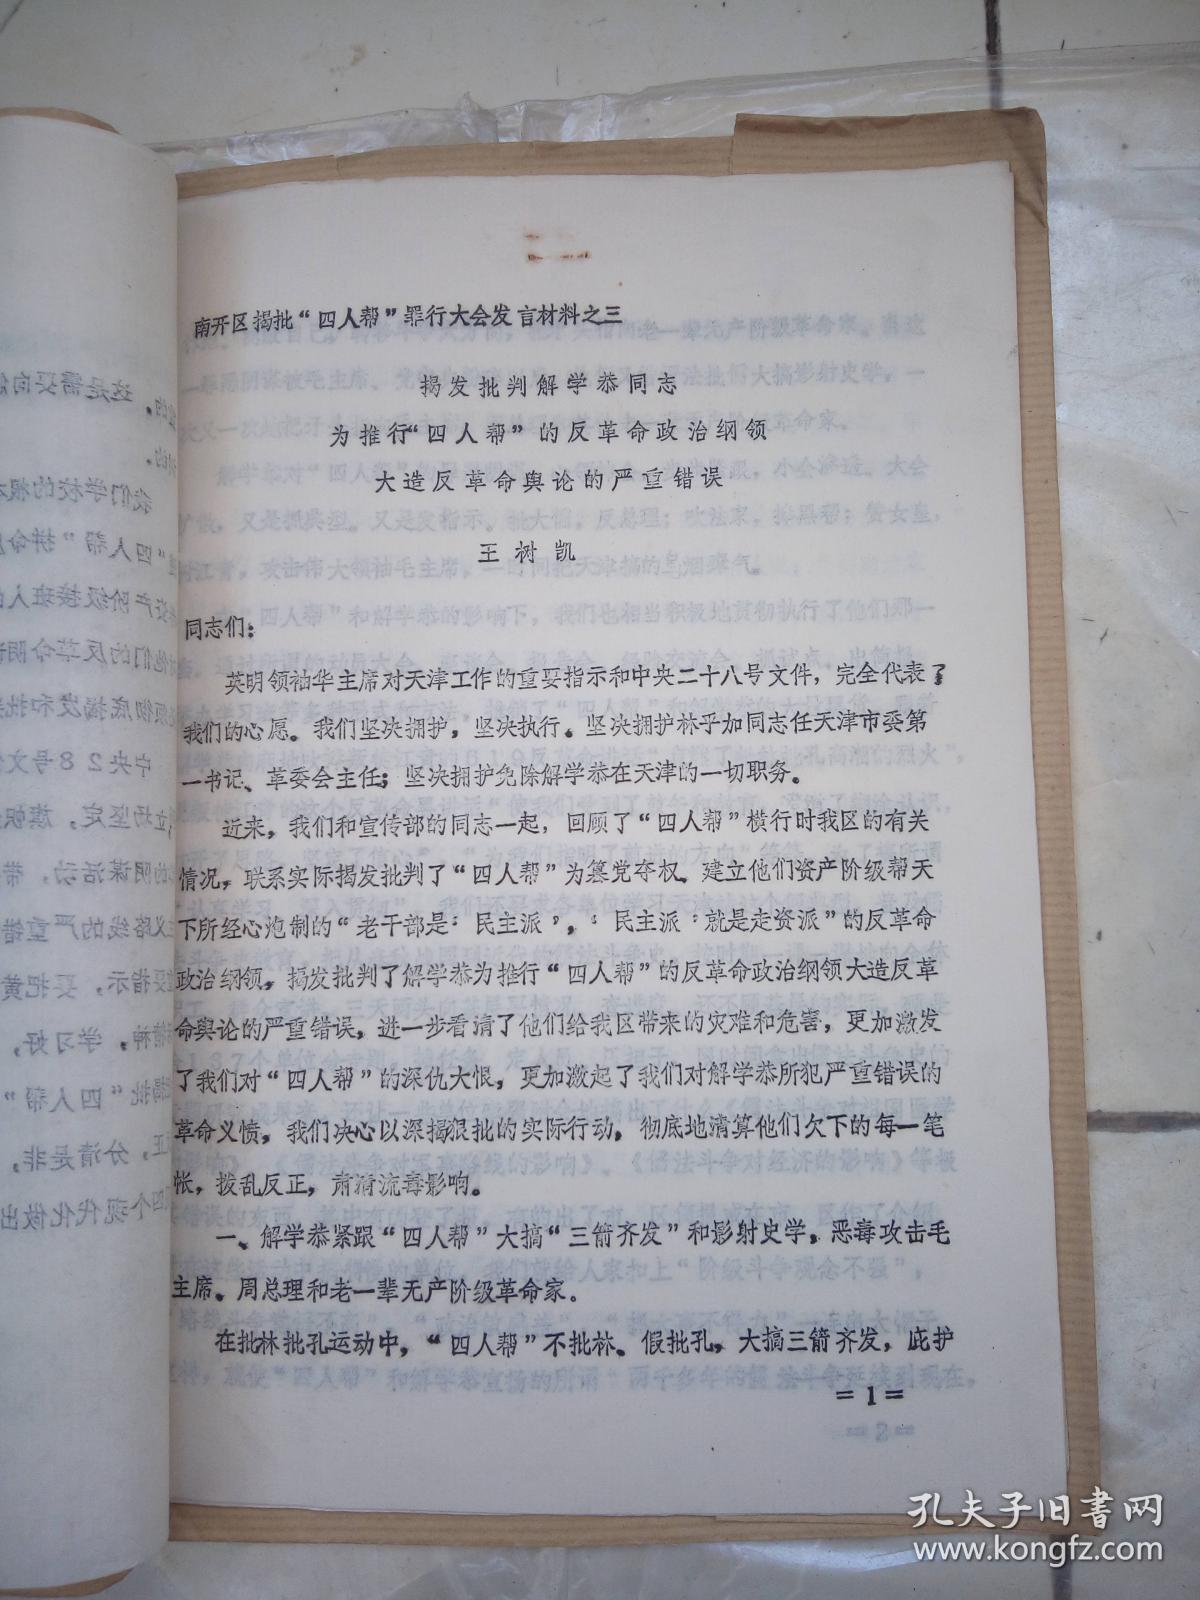 南开区揭批“四人帮”罪行大会发言材料之三
揭发批判解学恭同志
为推行“四人帮”的反革命政治纲领
大造反革命舆论的严重错误
王树凯
同志们：
英明领袖华主席对天津工作的重要指示和中央二十八号文件，完全代表了
我们的心愿。我们坚决拥护，坚决执行。坚决拥护林乎加同志任天津市委第
一书记、革委会主任；坚决拥护免除解学恭在天津的一切职务。
近来，我们和宣传部的同志一起，回顾了“四人帮”横行时我区的有关
情况，联系实际揭发批判了“四人帮”为篡党夺权、建立他们资产阶级帮天
下所经心炮制的“老干部是‘民主派’，‘民主派’就是走资派”的反革命
政治纲领，揭发批判了解学恭为推行“四人帮”的反革命政治纲领大造反革
命舆论的严重错误，进一步看清了他们给我区带来的灾难和危害，更加激发
了我们对“四人帮”的深仇大恨，更加激起了我们对解学恭所犯严重错误的
革命义愤，我们决心以深揭狠批的实际行动，彻底地清算他们欠下的每一笔
帐，拨乱反正，肃清流毒影响。
一、解学恭紧跟“四人帮”大搞“三箭齐发”和影射史学，恶毒攻击毛
主席、周总理和老一辈无产阶级革命家。
在批林批孔运动中，“四人帮”不批林、假批孔，大搞三箭齐发，庇护
=1=
孔夫子旧书网
www.kongfz.com